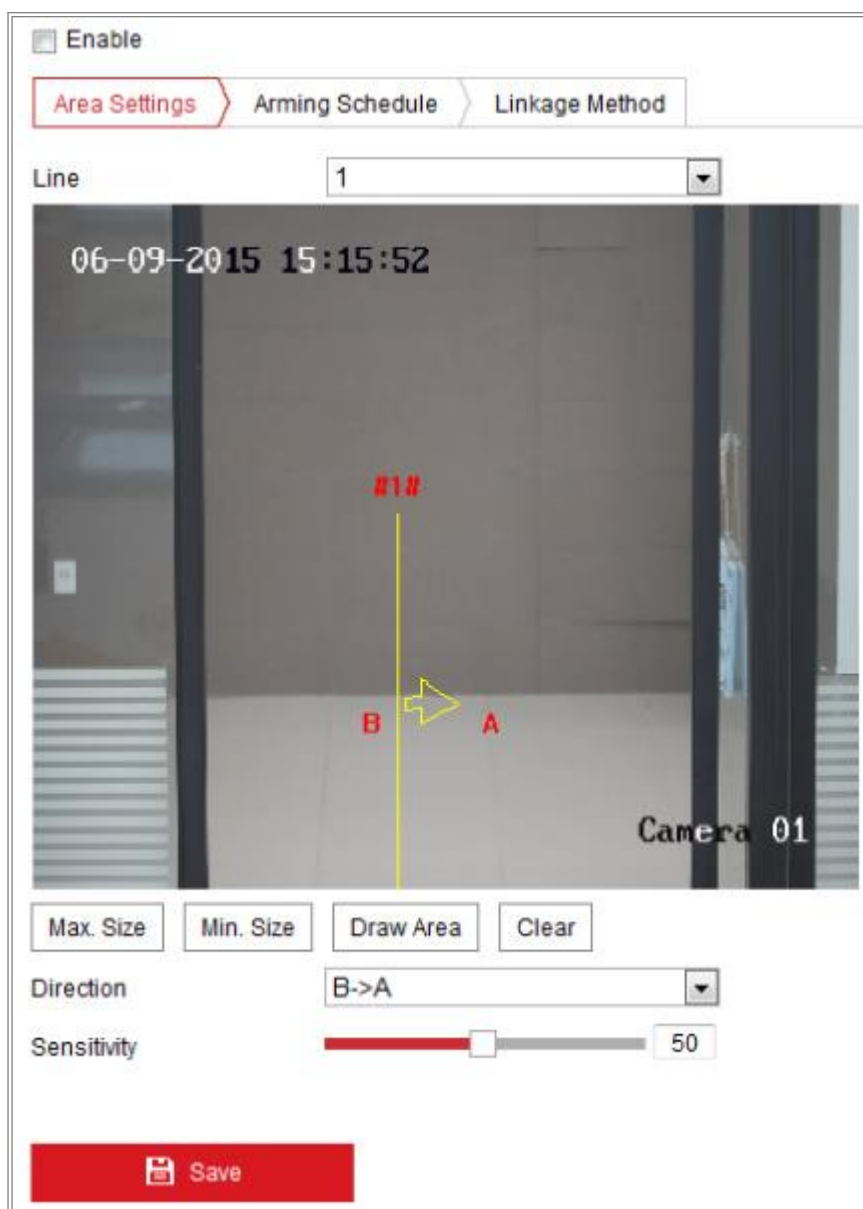 Enable
Area Settings Arming Schedule Linkage Method
Line 1
06-09-2015 15:15:52
#1#
B A
Camera 01
Max. Size Min. Size Draw Area Clear
Direction B->A
Sensitivity 50
Save